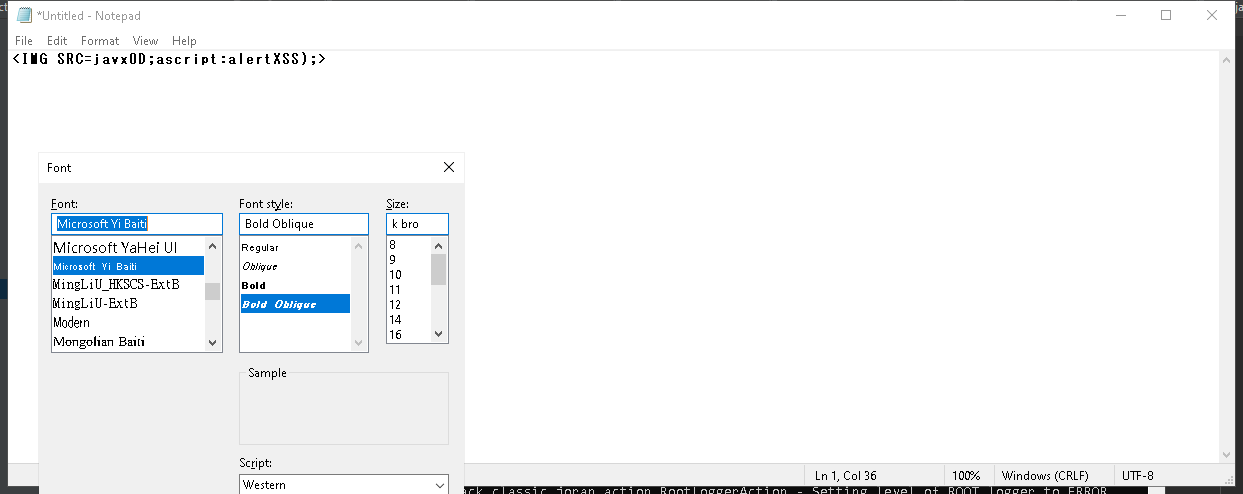 *Untitled - Notepad
File Edit Format View Help
<IMG SRC=javx0D;ascript:alertXSS);>
Font
Font: Font style: Size:
Microsoft Yi Baiti Bold Oblique k bro
Microsoft YaHei UI
Microsoft Yi Baiti
MingLiU_HKSCS-ExtB
MingLiU-ExtB
Modern
Mongolian Baiti
Regular
Oblique
Bold
Bold Oblique
8
9
10
11
12
14
16
Sample
Script:
Western
Ln 1, Col 36 100% Windows (CRLF) UTF-8
ack.classic.joran.action.RootLoggerAction - Setting level of ROOT logger to ERROR